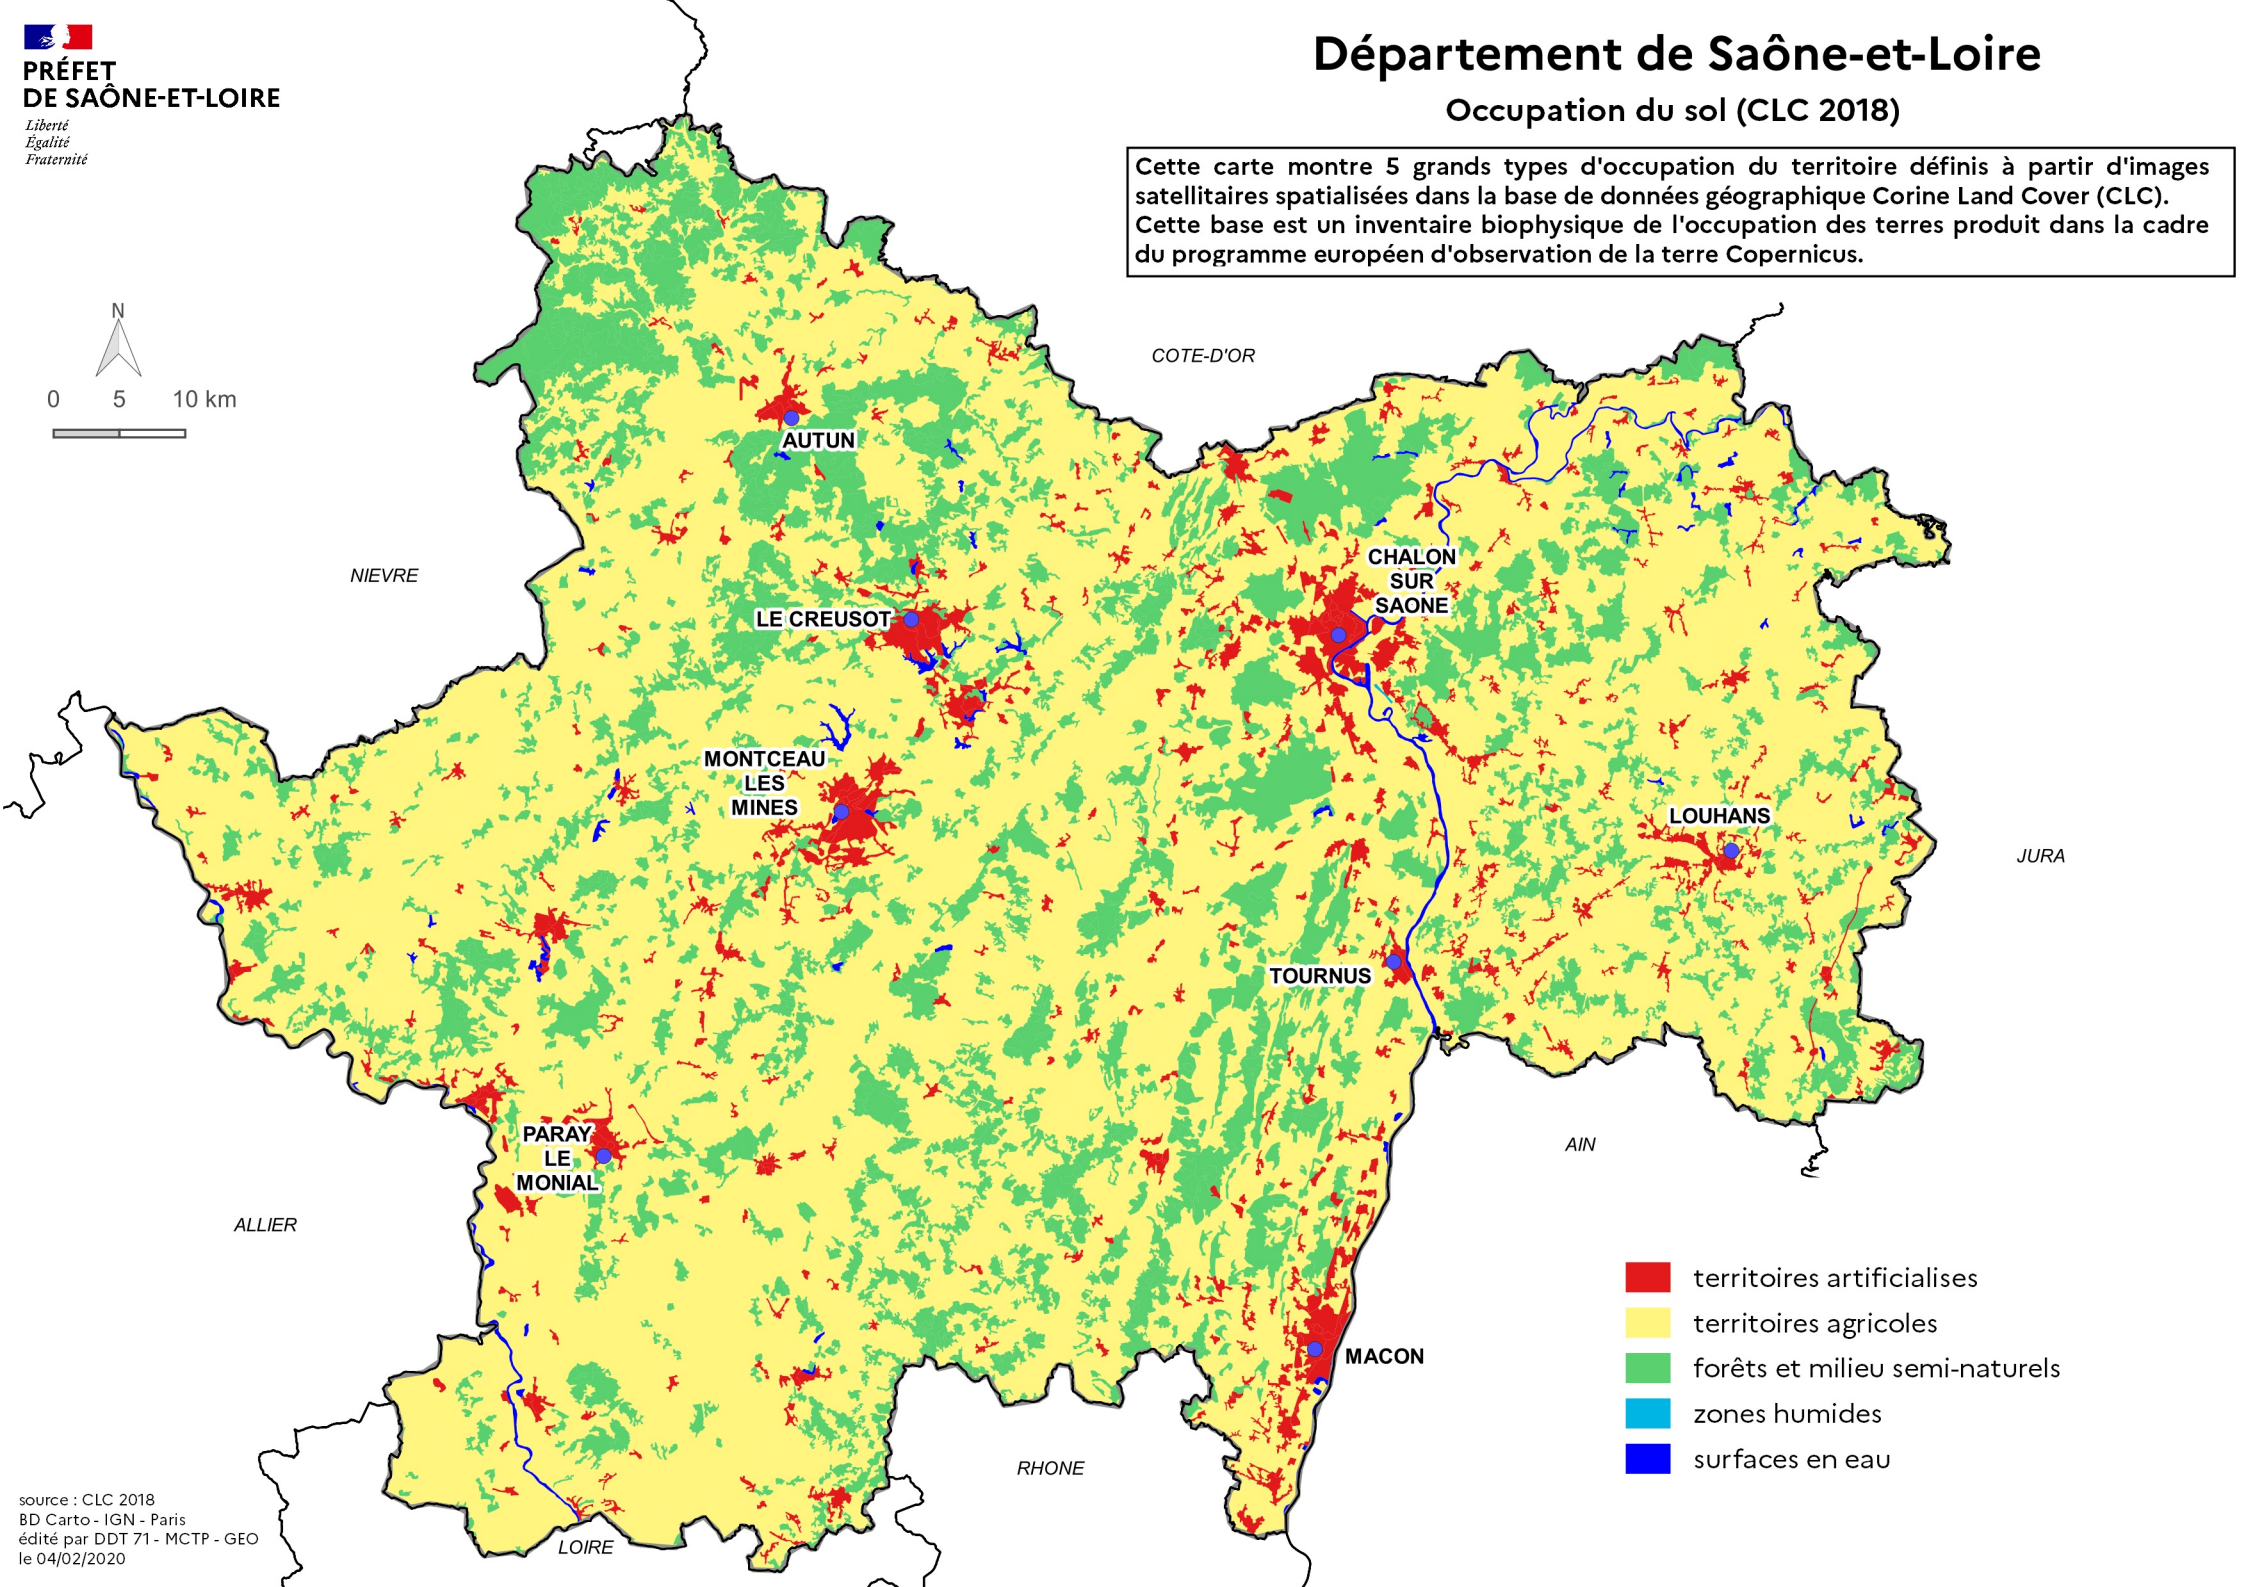 PRÉFET
DE SAÔNE-ET-LOIRE
Liberté
Égalité
Fraternité
Département de Saône-et-Loire
Occupation du sol (CLC 2018)
Cette carte montre 5 grands types d'occupation du territoire définis à partir d'images
satellitaires spatialisées dans la base de données géographique Corine Land Cover (CLC).
Cette base est un inventaire biophysique de l'occupation des terres produit dans la cadre
du programme européen d'observation de la terre Copernicus.
N
0 5 10 km
COTE-D'OR
AUTUN
NIEVRE
CHALON
SUR
SAONE
LE CREUSOT
MONTCEAU
LES
MINES
LOUHANS
JURA
TOURNUS
PARAY
LE
MONIAL
AIN
ALLIER
MACON
RHONE
LOIRE
territoires artificialises
territoires agricoles
forêts et milieu semi-naturels
zones humides
surfaces en eau
source : CLC 2018
BD Carto - IGN - Paris
édité par DDT 71 - MCTP - GEO
le 04/02/2020